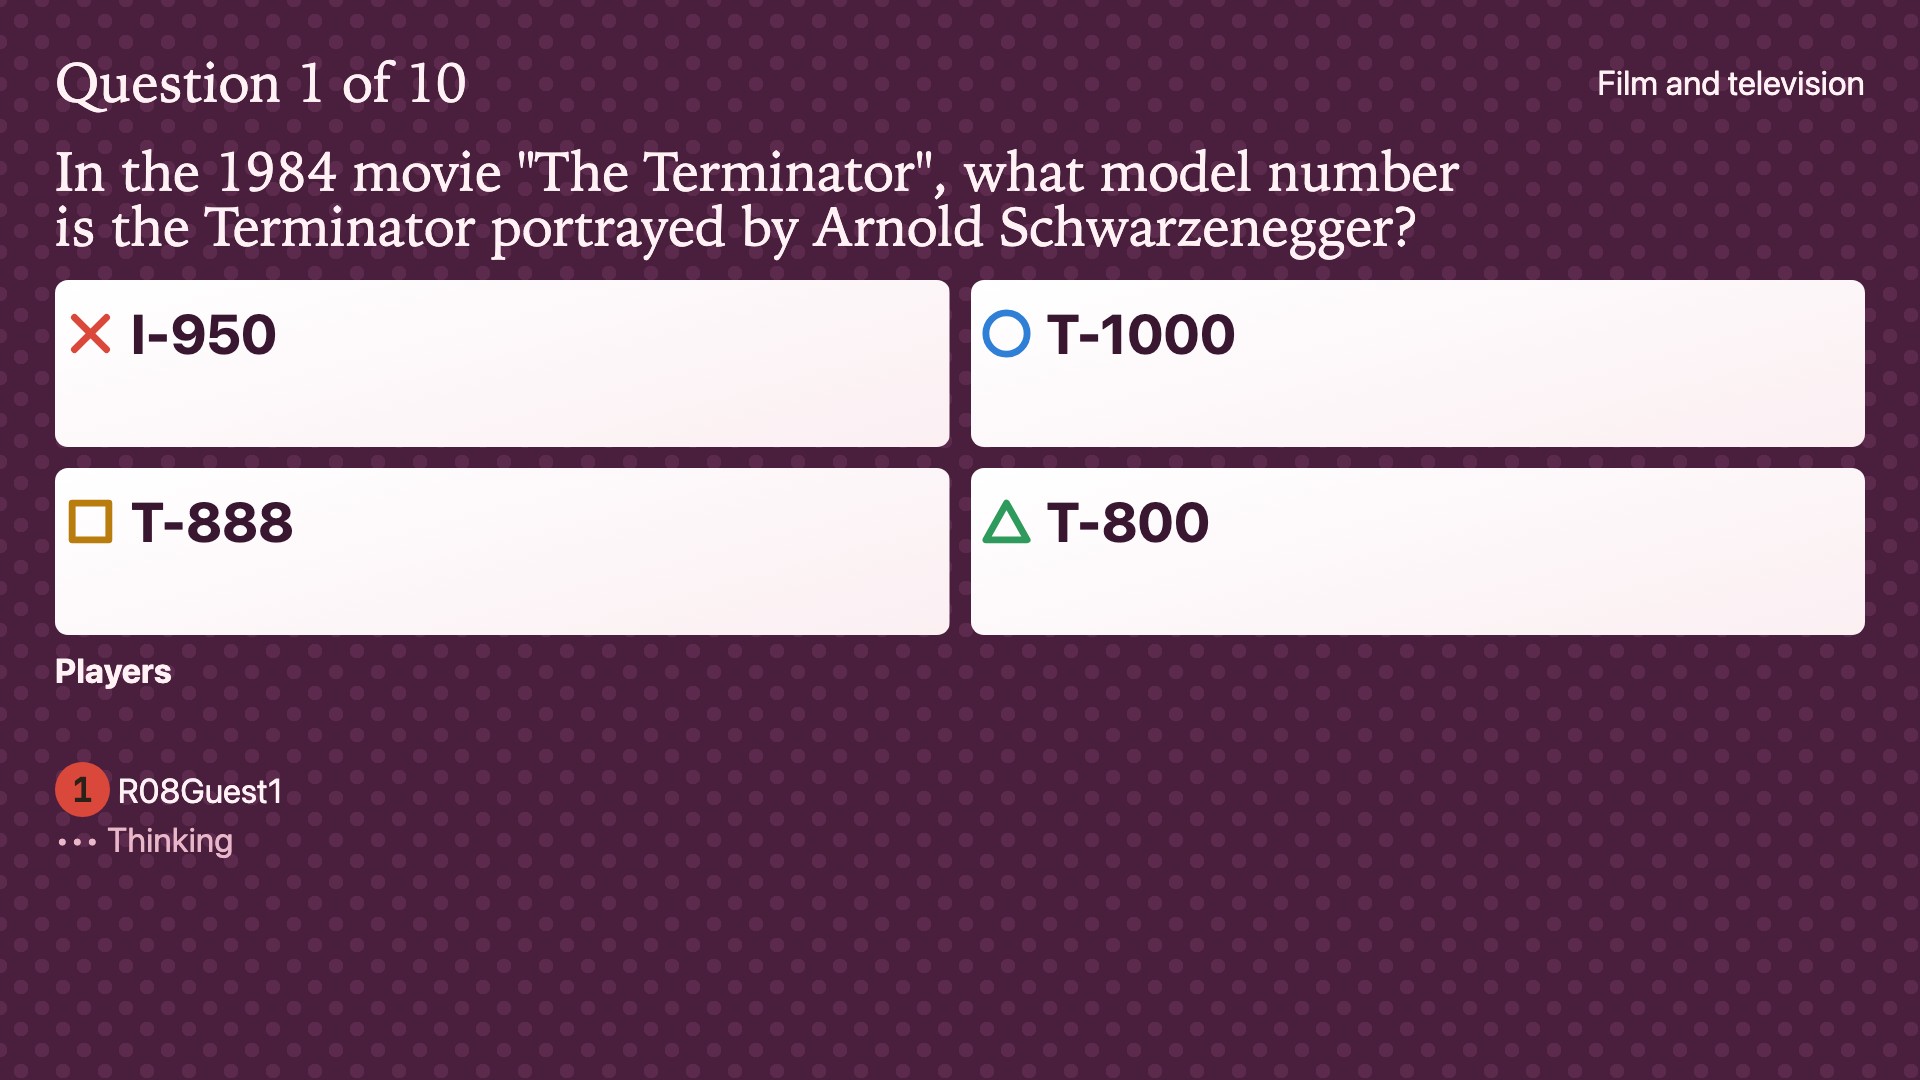 Question 1 of 10
Film and television
In the 1984 movie "The Terminator", what model number
is the Terminator portrayed by Arnold Schwarzenegger?
I-950
T-1000
T-888
T-800
Players
1 R08Guest1
••• Thinking